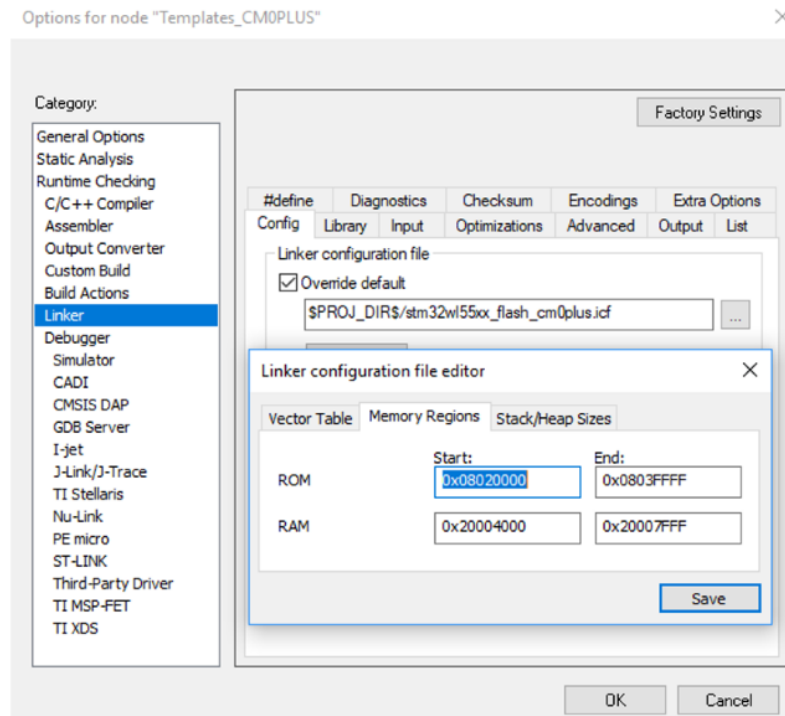 Options for node "Templates_CM0PLUS"
Category:
Factory Settings
General Options
Static Analysis
Runtime Checking
C/C++ Compiler
Assembler
Output Converter
Custom Build
Build Actions
Linker
Debugger
Simulator
CADI
CMSIS DAP
GDB Server
I-jet
J-Link/J-Trace
TI Stellaris
Nu-Link
PE micro
ST-LINK
Third-Party Driver
TI MSP-FET
TI XDS
#define Diagnostics Checksum Encodings Extra Options
Config Library Input Optimizations Advanced Output List
Linker configuration file
Override default
$PROJ_DIR$/stm32wl55xx_flash_cm0plus.icf
...
Linker configuration file editor
Vector Table Memory Regions Stack/Heap Sizes
Start: End:
ROM 0x08020000 0x0803FFFF
RAM 0x20004000 0x20007FFF
Save
OK Cancel